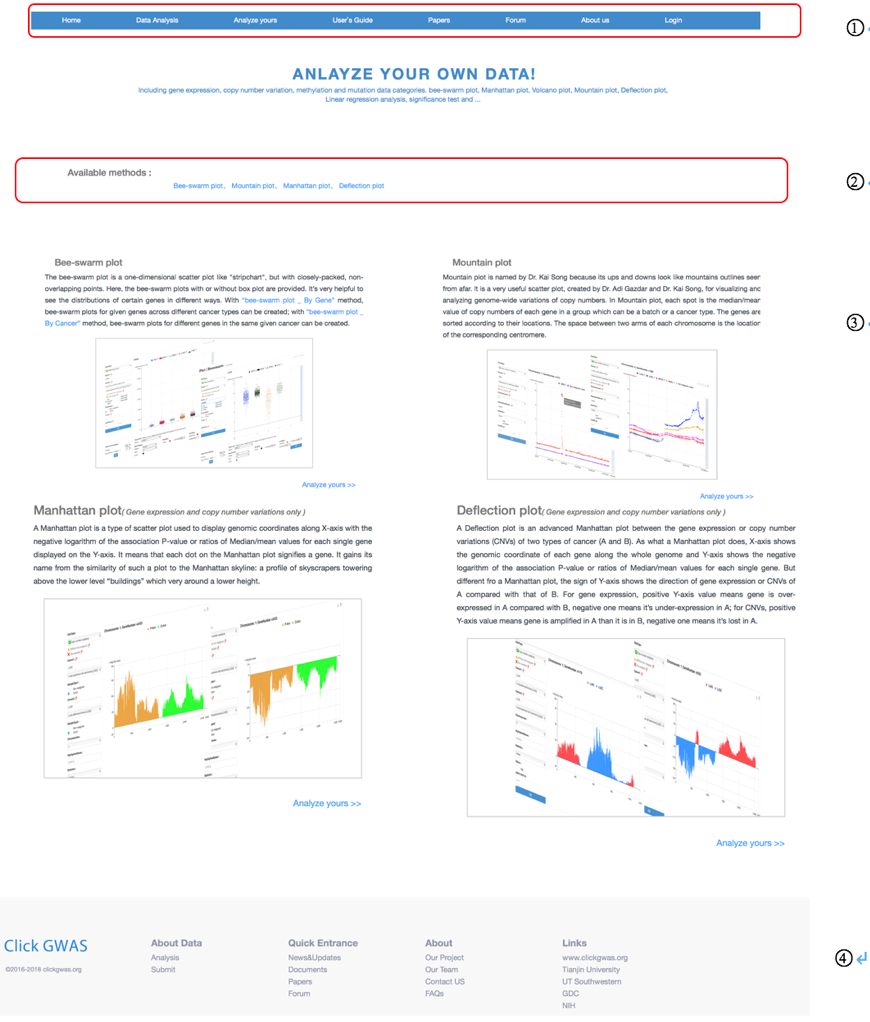 Home Data Analysis Analyze yours User's Guide Papers Forum About us Login
①
ANLAYZE YOUR OWN DATA!
Including gene expression, copy number variation, methylation and mutation data categories. bee-swarm plot, Manhattan plot, Volcano plot, Mountain plot, Deflection plot,
Linear regression analysis, significance test and ...
Available methods :
Bee-swarm plot, Mountain plot, Manhattan plot, Deflection plot
②
Bee-swarm plot
The bee-swarm plot is a one-dimensional scatter plot like "stripchart", but with closely-packed, non-
overlapping points. Here, the bee-swarm plots with or without box plot are provided. It's very helpful to
see the distributions of certain genes in different ways. With "bee-swarm plot _ By Gene" method,
bee-swarm plots for given genes across different cancer types can be created; with "bee-swarm plot _
By Cancer" method, bee-swarm plots for different genes in the same given cancer can be created.
Analyze yours >>
Mountain plot
Mountain plot is named by Dr. Kai Song because its ups and downs look like mountains outlines seen
from afar. It is a very useful scatter plot, created by Dr. Adi Gazdar and Dr. Kai Song, for visualizing and
analyzing genome-wide variations of copy numbers. In Mountain plot, each spot is the median/mean
value of copy numbers of each gene in a group which can be a batch or a cancer type. The genes are
sorted according to their locations. The space between two arms of each chromosome is the location
of the corresponding centromere.
Analyze yours >>
③
Manhattan plot( Gene expression and copy number variations only )
A Manhattan plot is a type of scatter plot used to display genomic coordinates along X-axis with the
negative logarithm of the association P-value or ratios of Median/mean values for each single gene
displayed on the Y-axis. It means that each dot on the Manhattan plot signifies a gene. It gains its
name from the similarity of such a plot to the Manhattan skyline: a profile of skyscrapers towering
above the lower level "buildings" which very around a lower height.
Analyze yours >>
Deflection plot( Gene expression and copy number variations only )
A Deflection plot is an advanced Manhattan plot between the gene expression or copy number
variations (CNVs) of two types of cancer (A and B). As what a Manhattan plot does, X-axis shows
the genomic coordinate of each gene along the whole genome and Y-axis shows the negative
logarithm of the association P-value or ratios of Median/mean values for each single gene. But
different fro a Manhattan plot, the sign of Y-axis shows the direction of gene expression or CNVs of
A compared with that of B. For gene expression, positive Y-axis value means gene is over-
expressed in A compared with B, negative one means it's under-expression in A; for CNVs, positive
Y-axis value means gene is amplified in A than it is in B, negative one means it's lost in A.
Analyze yours >>
Click GWAS
©2016-2018 clickgwas.org
About Data
Analysis
Submit
Quick Entrance
News&Updates
Documents
Papers
Forum
About
Our Project
Our Team
Contact US
FAQs
Links
www.clickgwas.org
Tianjin University
UT Southwestern
GDC
NIH
④